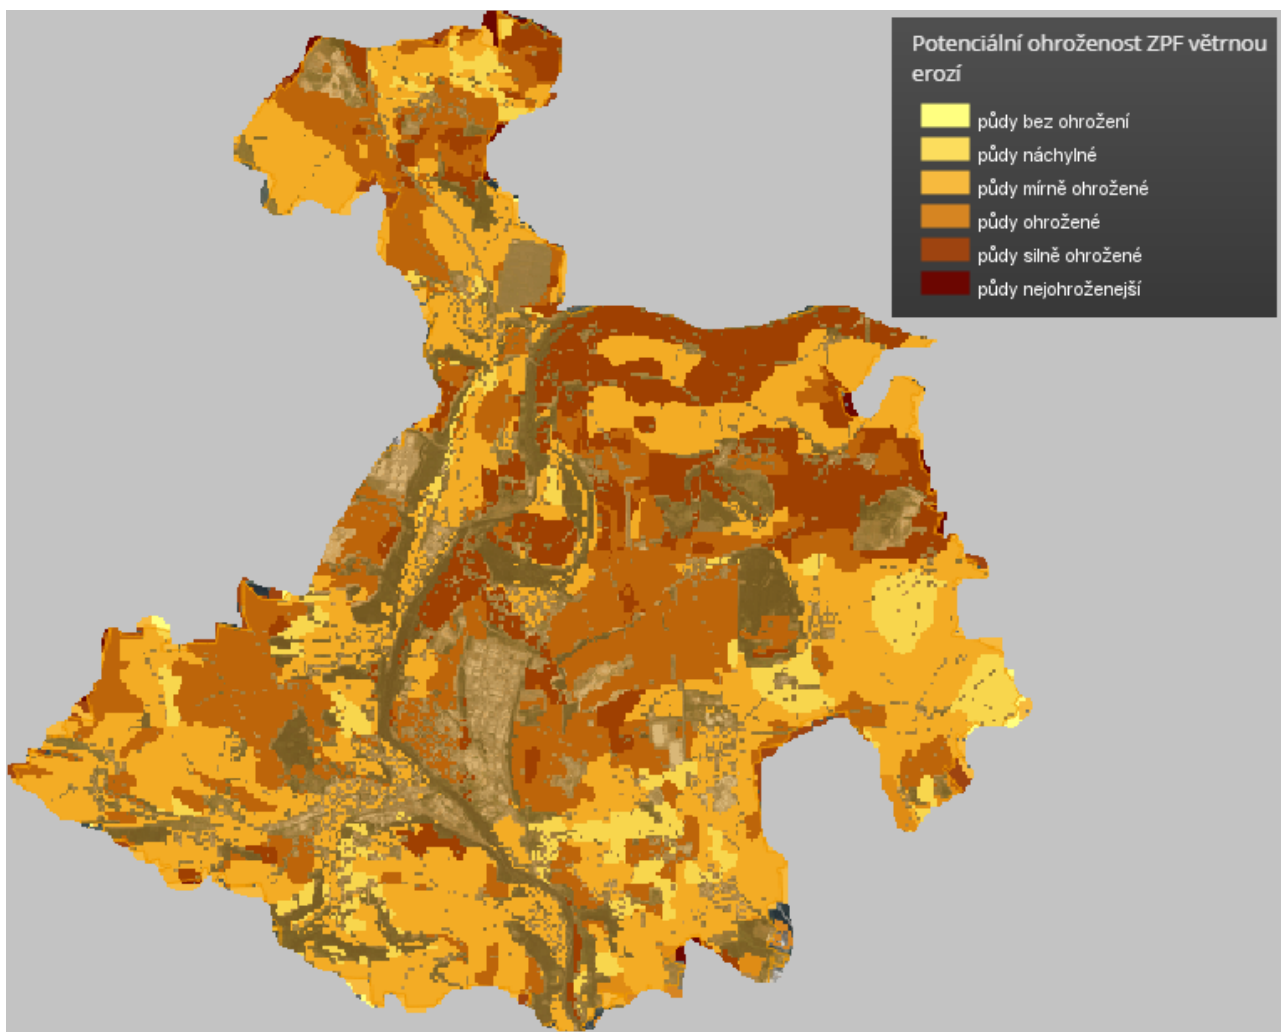 Potenciální ohroženost ZPF větrnou
erozí
půdy bez ohrožení
půdy náchylné
půdy mírně ohrožené
půdy ohrožené
půdy silně ohrožené
půdy nejohroženejší